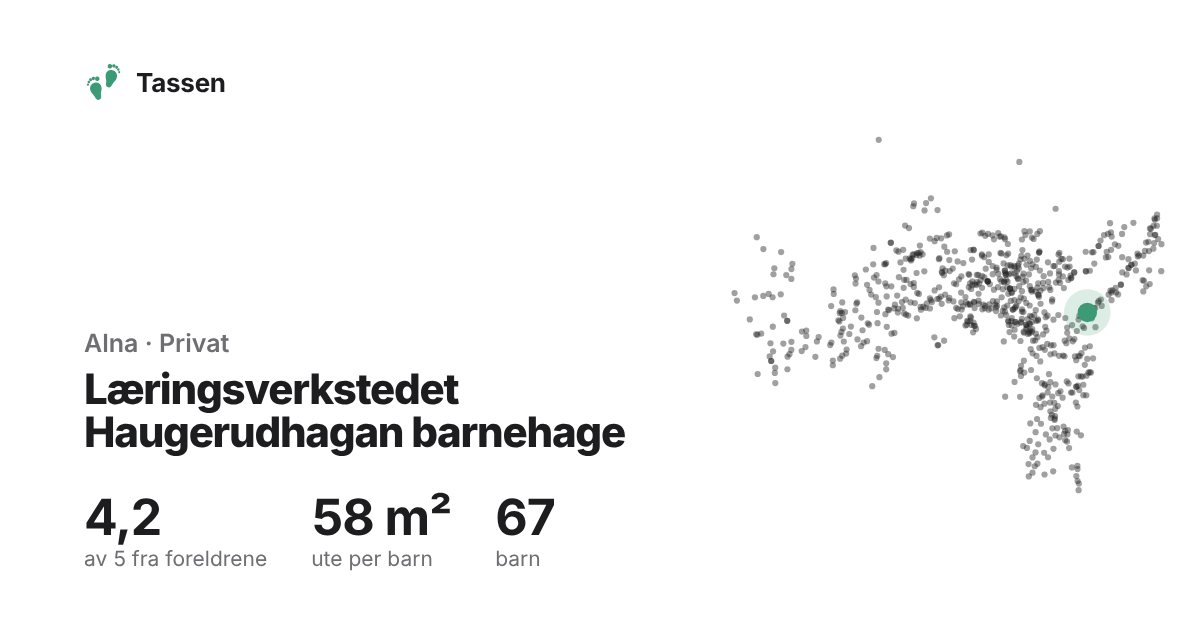 Tassen
Alna · Privat
Læringsverkstedet
Haugerudhagan barnehage
4,2
av 5 fra foreldrene
58 m²
ute per barn
67
barn